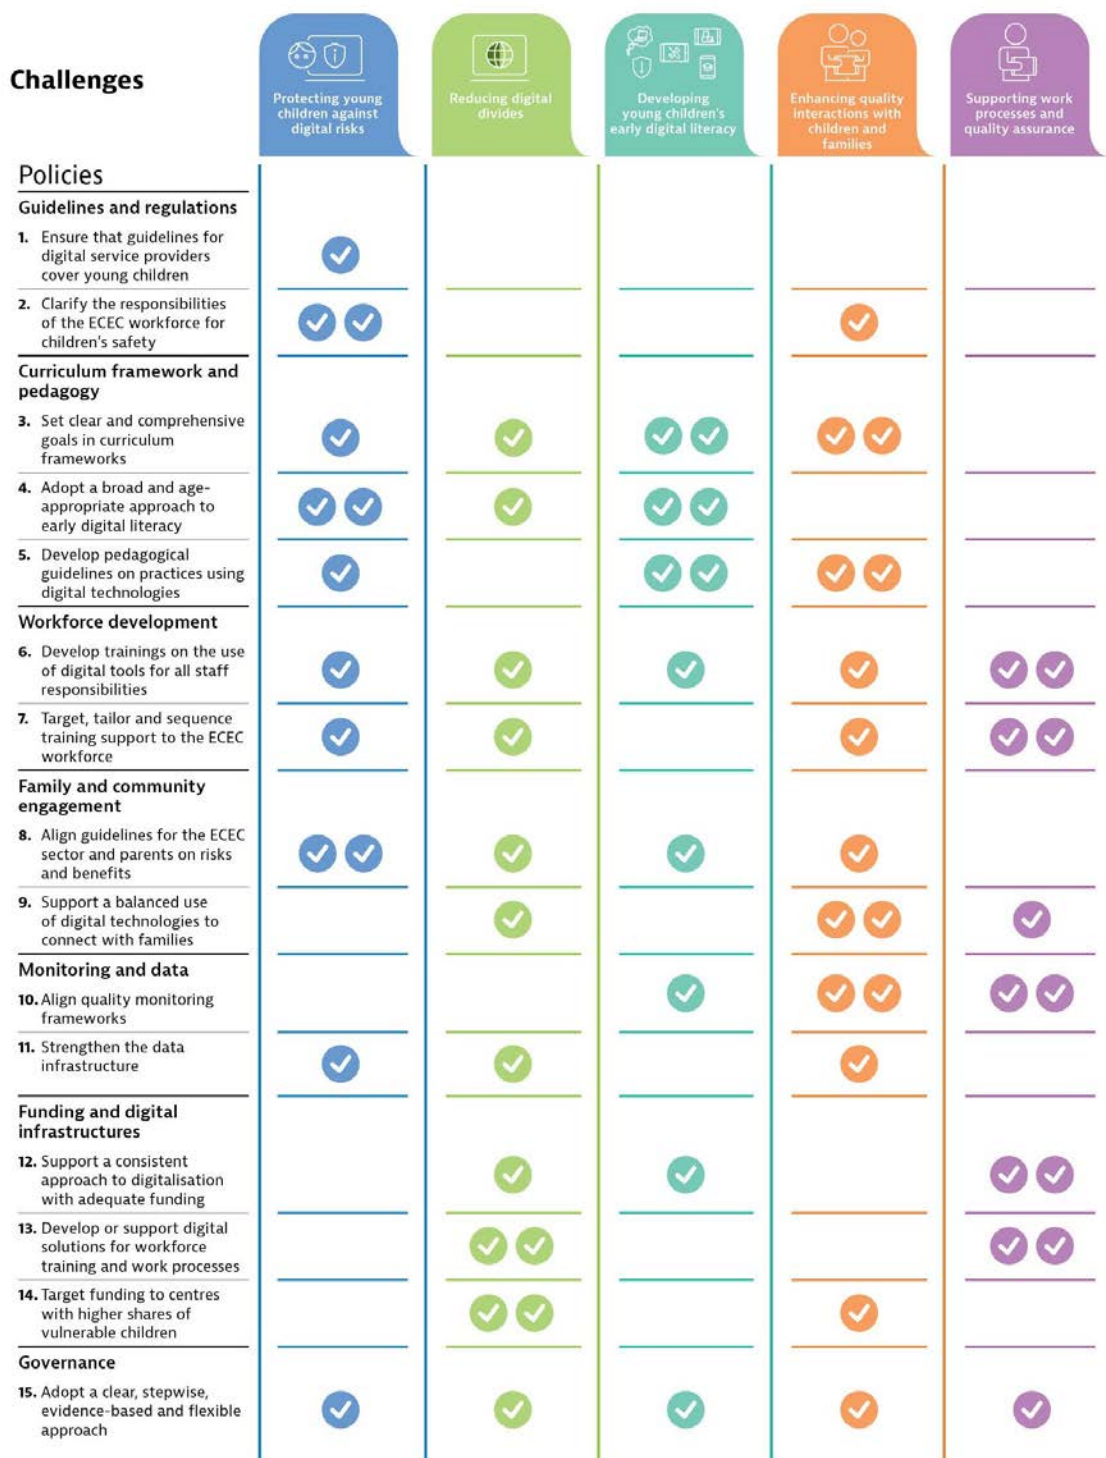 Challenges
Protecting young
children against
digital risks
Reducing digital
divides
Developing
young children's
early digital literacy
Enhancing quality
interactions with
children and
families
Supporting work
processes and
quality assurance
Policies
Guidelines and regulations
1. Ensure that guidelines for
digital service providers
cover young children
2. Clarify the responsibilities
of the ECEC workforce for
children's safety
Curriculum framework and
pedagogy
3. Set clear and comprehensive
goals in curriculum
frameworks
4. Adopt a broad and age-
appropriate approach to
early digital literacy
5. Develop pedagogical
guidelines on practices using
digital technologies
Workforce development
6. Develop trainings on the use
of digital tools for all staff
responsibilities
7. Target, tailor and sequence
training support to the ECEC
workforce
Family and community
engagement
8. Align guidelines for the ECEC
sector and parents on risks
and benefits
9. Support a balanced use
of digital technologies to
connect with families
Monitoring and data
10. Align quality monitoring
frameworks
11. Strengthen the data
infrastructure
Funding and digital
infrastructures
12. Support a consistent
approach to digitalisation
with adequate funding
13. Develop or support digital
solutions for workforce
training and work processes
14. Target funding to centres
with higher shares of
vulnerable children
Governance
15. Adopt a clear, stepwise,
evidence-based and flexible
approach